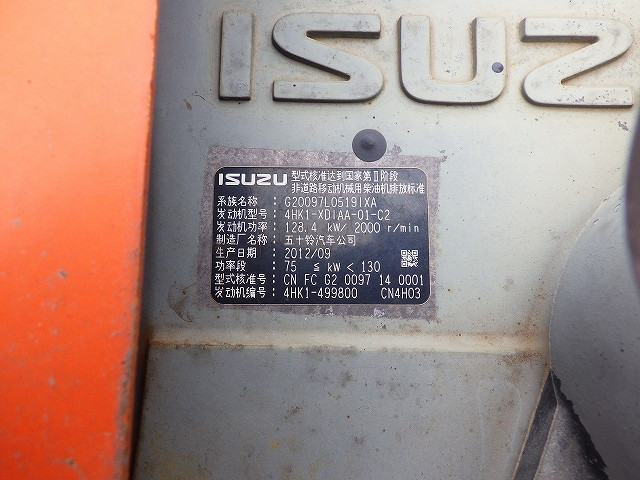 ISUZ
ISUZU 型式核准达到国家第Ⅱ阶段
非道路移动机械用柴油机排放标准
系族名称: G20097L0519IXA
发动机型号: 4HK1-XDIAA-01-C2
发动机功率: 128.4 kW/ 2000 r/min
制造厂名称: 五十铃汽车公司
生产日期: 2012/09
功率段: 75 ≤ kW < 130
型式核准号: CN FC G2 0097 14 0001
发动机编号: 4HK1-499800 CN4H03